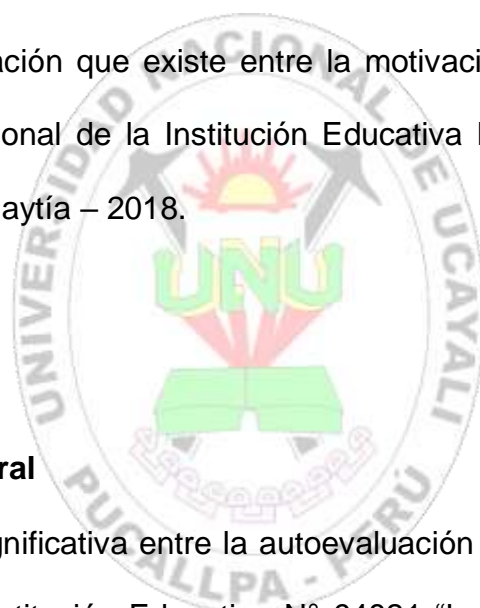 ación que existe entre la motivaci
onal de la Institución Educativa
aytía – 2018.
UNIVERSIDAD NACIONAL DE UCAYALI
UNU
PUCALLPA - PERÚ
ral
gnificativa entre la autoevaluación